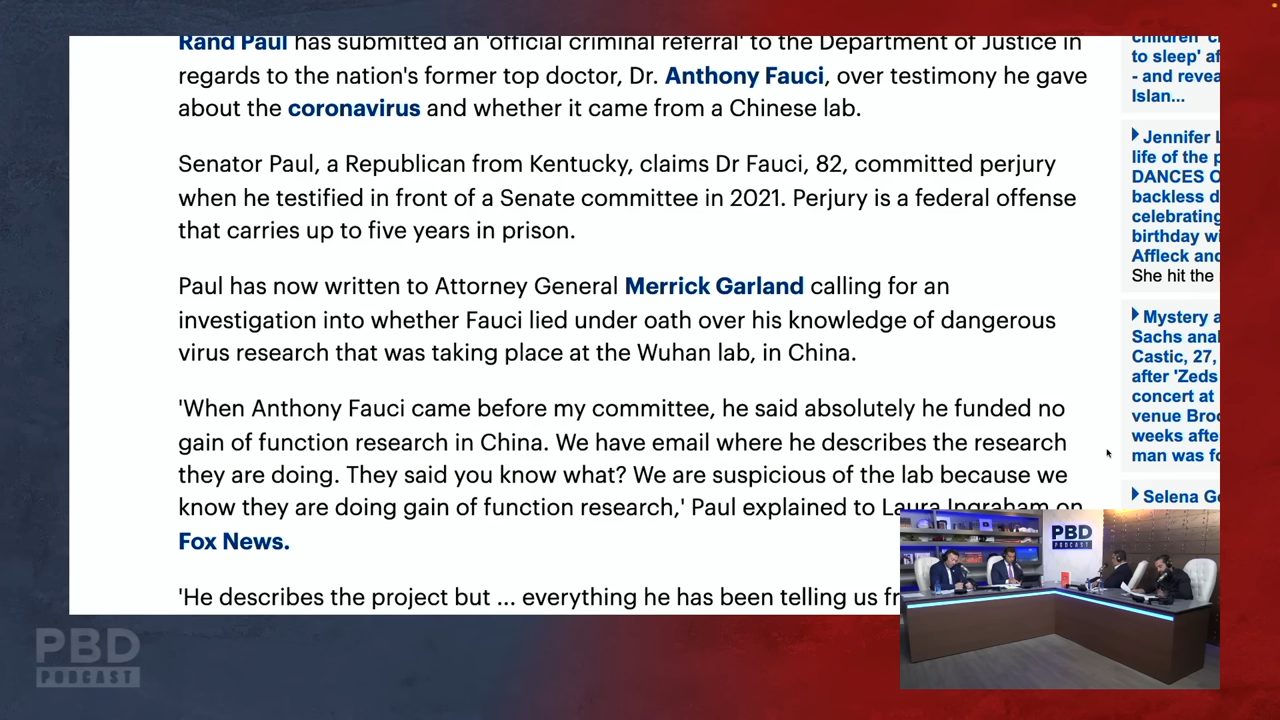 Rand Paul has submitted an 'official criminal referral' to the Department of Justice in
regards to the nation's former top doctor, Dr. Anthony Fauci, over testimony he gave
about the coronavirus and whether it came from a Chinese lab.
Senator Paul, a Republican from Kentucky, claims Dr Fauci, 82, committed perjury
when he testified in front of a Senate committee in 2021. Perjury is a federal offense
that carries up to five years in prison.
Paul has now written to Attorney General Merrick Garland calling for an
investigation into whether Fauci lied under oath over his knowledge of dangerous
virus research that was taking place at the Wuhan lab, in China.
'When Anthony Fauci came before my committee, he said absolutely he funded no
gain of function research in China. We have email where he describes the research
they are doing. They said you know what? We are suspicious of the lab because we
know they are doing gain of function research,' Paul explained to Laura Ingraham on
Fox News.
'He describes the project but ... everything he has been telling us
children
to sleep'
- and revea
Islan...
Jennifer L
life of the
DANCES
backless
celebrating
birthday
Affleck and
She hit the
Mystery
Sachs
Castic, 27,
after 'Zeds
concert at
venue
weeks
man was
Selena
PBD
PODCAST
PBD
PODCAST